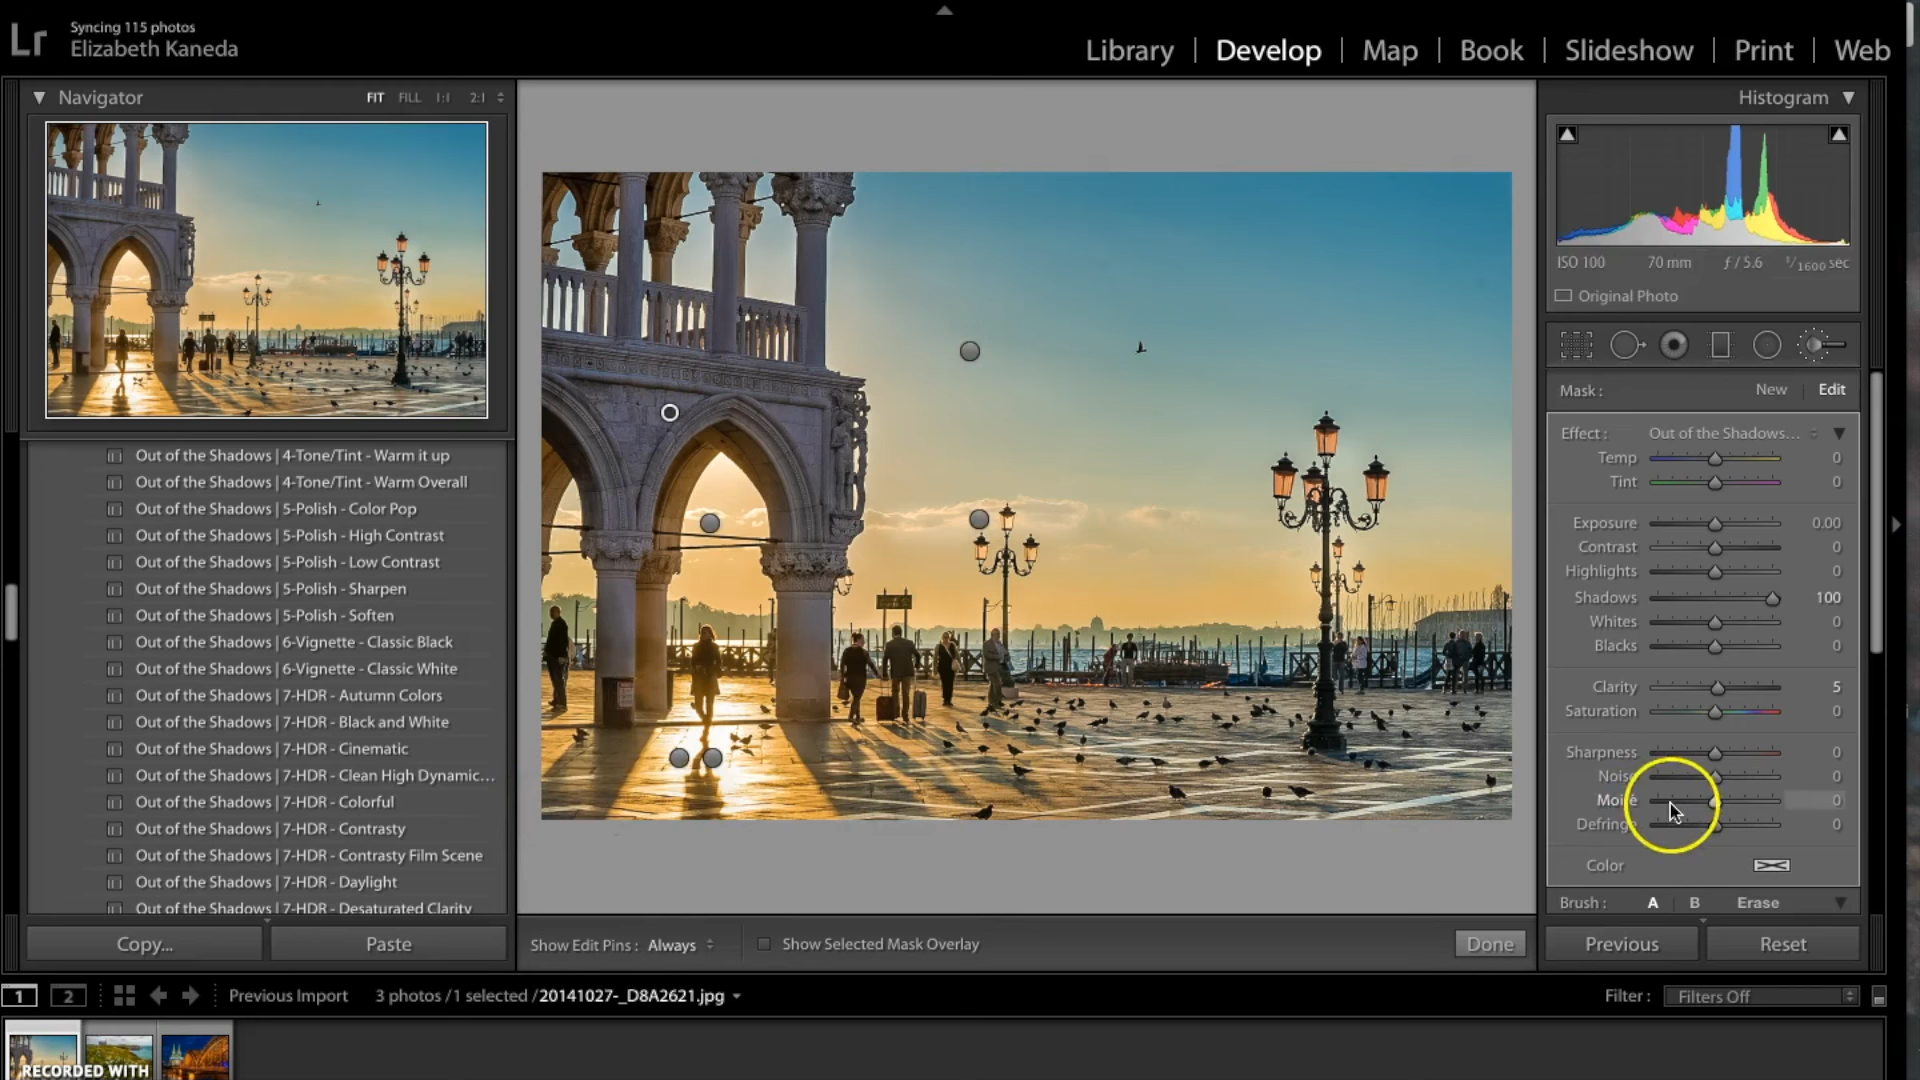 Lr
Syncing 115 photos
Elizabeth Kaneda
Library | Develop | Map | Book | Slideshow | Print | Web
Navigator
FIT FILL 1:1 2:1
Histogram
ISO 100 70 mm ƒ / 5.6 1/1600 sec
Original Photo
Mask : New | Edit
Effect : Out of the Shadows...
Temp 0
Tint 0
Exposure 0.00
Contrast 0
Highlights 0
Shadows 100
Whites 0
Blacks 0
Clarity 5
Saturation 0
Sharpness 0
Noise 0
Moiré 0
Defringe 0
Color
Brush : A | B Erase
Previous Reset
Out of the Shadows | 4-Tone/Tint - Warm it up
Out of the Shadows | 4-Tone/Tint - Warm Overall
Out of the Shadows | 5-Polish - Color Pop
Out of the Shadows | 5-Polish - High Contrast
Out of the Shadows | 5-Polish - Low Contrast
Out of the Shadows | 5-Polish - Sharpen
Out of the Shadows | 5-Polish - Soften
Out of the Shadows | 6-Vignette - Classic Black
Out of the Shadows | 6-Vignette - Classic White
Out of the Shadows | 7-HDR - Autumn Colors
Out of the Shadows | 7-HDR - Black and White
Out of the Shadows | 7-HDR - Cinematic
Out of the Shadows | 7-HDR - Clean High Dynamic...
Out of the Shadows | 7-HDR - Colorful
Out of the Shadows | 7-HDR - Contrasty
Out of the Shadows | 7-HDR - Contrasty Film Scene
Out of the Shadows | 7-HDR - Daylight
Out of the Shadows | 7-HDR - Desaturated Clarity
Copy... Paste
Show Edit Pins : Always Show Selected Mask Overlay Done
1 2 Previous Import 3 photos /1 selected /20141027-_D8A2621.jpg
Filter : Filters Off
RECORDED WITH